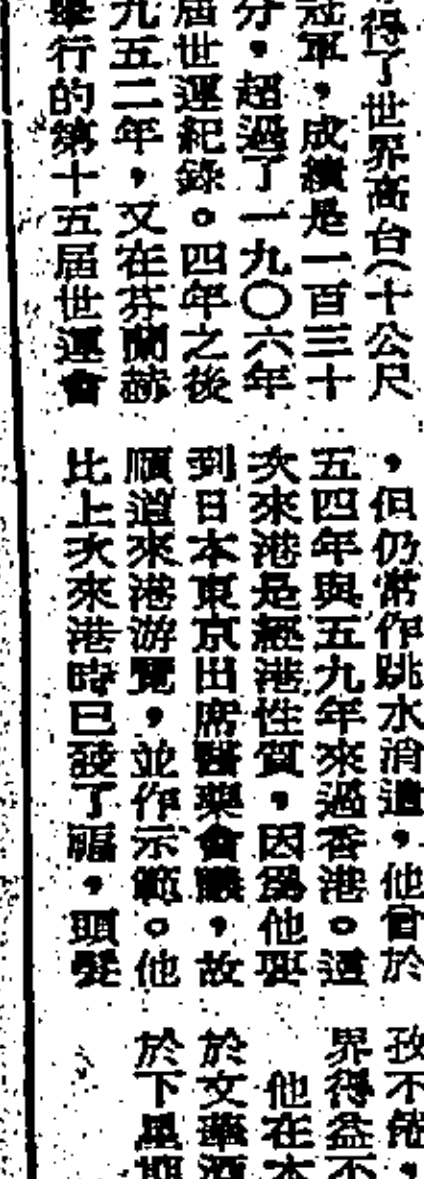 得了世界高台(十公尺
冠軍，成績是一百三十
分，超過了一九〇六年
屆世運紀錄。四年之後
九五二年，又在芬蘭赫
舉行的第十五屆世運會
，但仍常作跳水消遣，他曾於
五四年與五九年來過香港。這
次來港是經港性質，因爲他要
到日本東京出席醫藥會議，故
順道來港游覽，並作示範。他
比上次來港時已發了福，頭髮
孜不倦，
界得益不
他在本
於文華酒
於下星期